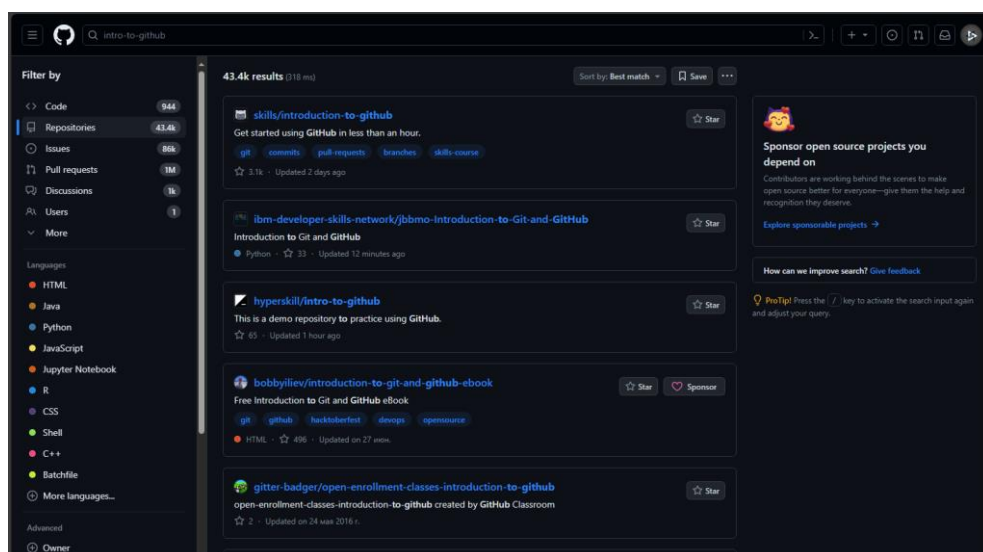 intro-to-github
Filter by
Code 944
Repositories 43.4k
Issues 86k
Pull requests 1M
Discussions 1k
Users 1
More
Languages
HTML
Java
Python
JavaScript
Jupyter Notebook
R
CSS
Shell
C++
Batchfile
More languages...
Advanced
Owner
43.4k results (318 ms)
Sort by: Best match
Save
skills/introduction-to-github
Star
Get started using GitHub in less than an hour.
git commits pull-requests branches skills-course
3.1k · Updated 2 days ago
ibm-developer-skills-network/jbbmo-Introduction-to-Git-and-GitHub
Star
Introduction to Git and GitHub
Python · 33 · Updated 12 minutes ago
hyperskill/intro-to-github
Star
This is a demo repository to practice using GitHub.
65 · Updated 1 hour ago
bobbyiliev/introduction-to-git-and-github-ebook
Star Sponsor
Free Introduction to Git and GitHub eBook
git github hacktoberfest devops opensource
HTML · 496 · Updated on 27 июн.
gitter-badger/open-enrollment-classes-introduction-to-github
Star
open-enrollment-classes-introduction-to-github created by GitHub Classroom
2 · Updated on 24 мая 2016 г.
Sponsor open source projects you
depend on
Contributors are working behind the scenes to make
open source better for everyone—give them the help and
recognition they deserve.
Explore sponsorable projects →
How can we improve search? Give feedback
ProTip! Press the / key to activate the search input again
and adjust your query.